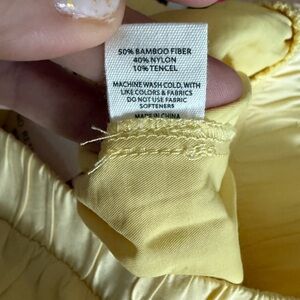 50% BAMBOO FIBER
40% NYLON
10% TENCEL
MACHINE WASH COLD, WITH
LIKE COLORS & FABRICS
DO NOT USE FABRIC
SOFTENERS
MADE IN CHINA